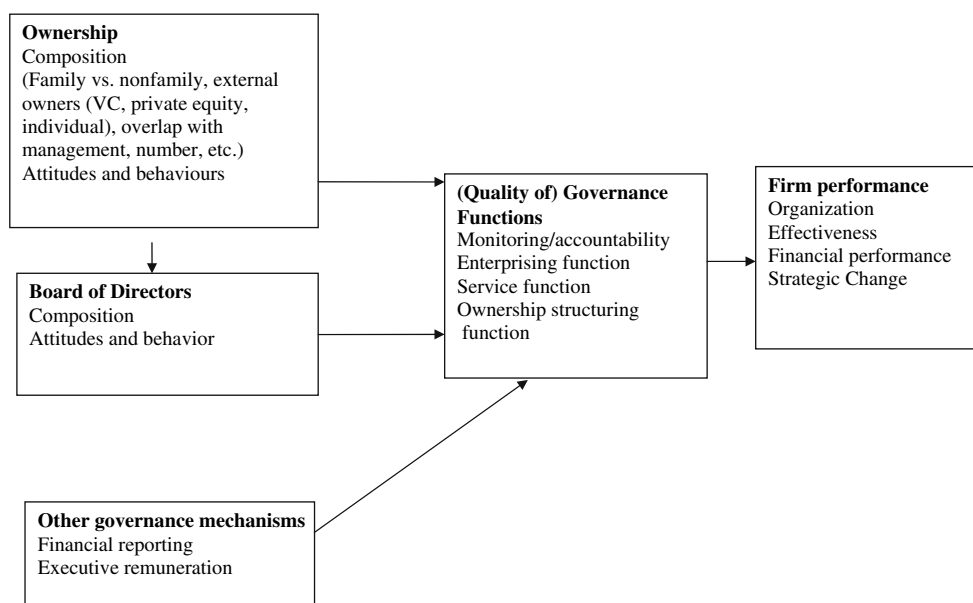 Ownership
Composition
(Family vs. nonfamily, external
owners (VC, private equity,
individual), overlap with
management, number, etc.)
Attitudes and behaviours
Board of Directors
Composition
Attitudes and behavior
Other governance mechanisms
Financial reporting
Executive remuneration
(Quality of) Governance
Functions
Monitoring/accountability
Enterprising function
Service function
Ownership structuring
function
Firm performance
Organization
Effectiveness
Financial performance
Strategic Change